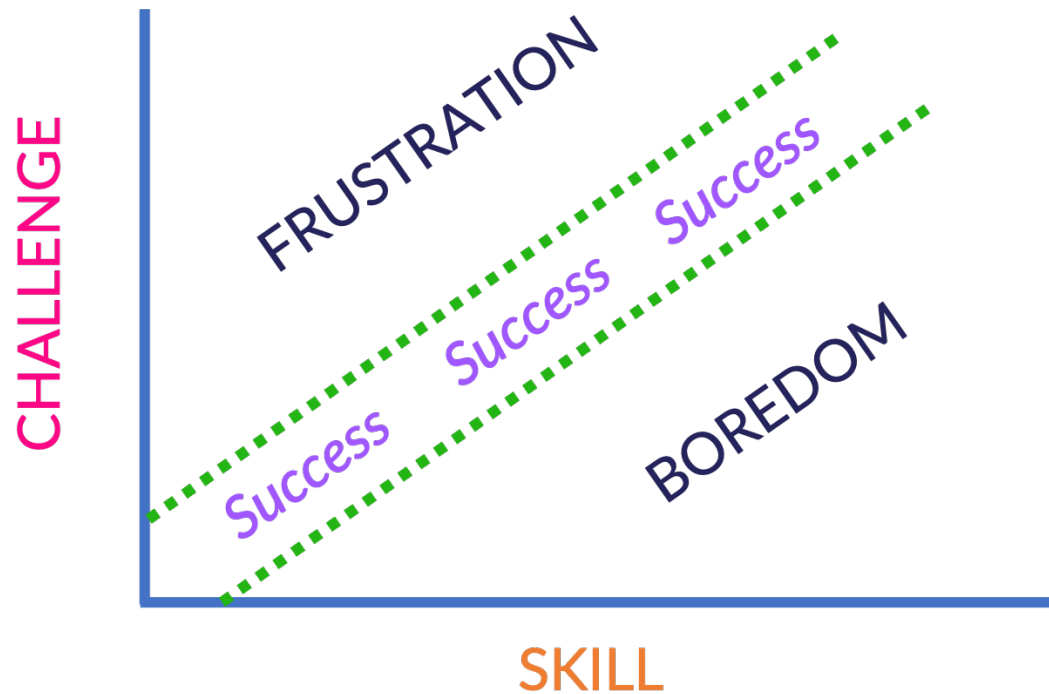 CHALLENGE
FRUSTRATION
Success
Success
Success
BOREDOM
SKILL